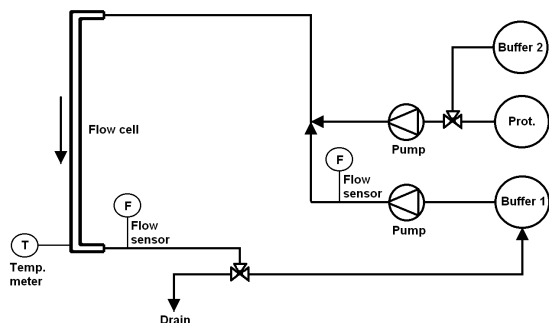 Buffer 2
Flow cell
Prot.
Pump
F
Flow
sensor
Buffer 1
Pump
F
Flow
sensor
T
Temp.
meter
Drain